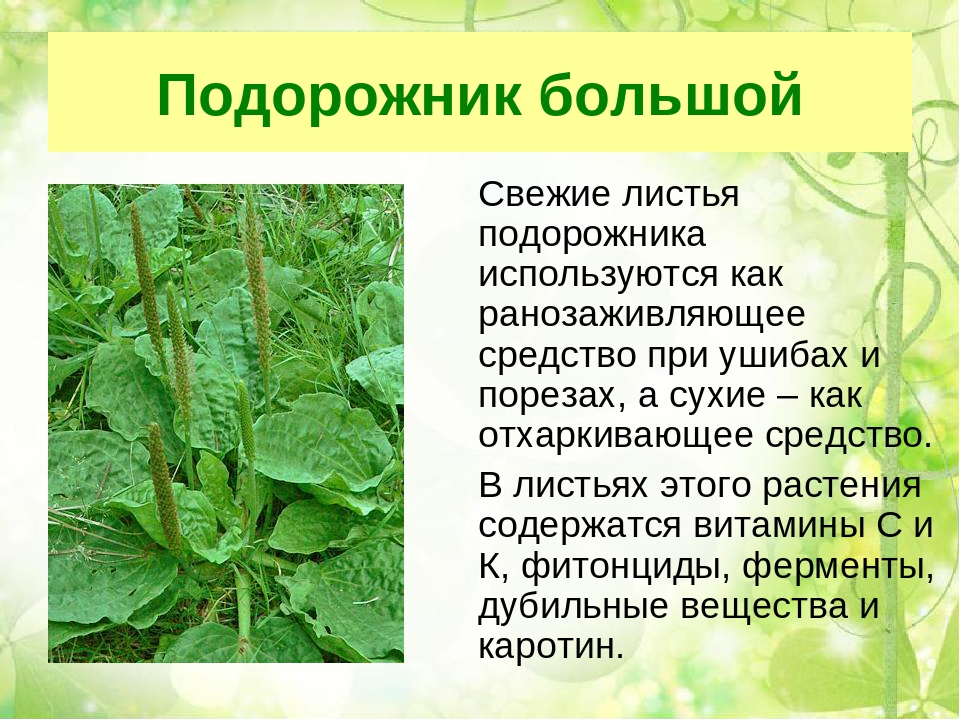 Подорожник большой
Свежие листья
подорожника
используются как
ранозаживляющее
средство при ушибах и
порезах, а сухие – как
отхаркивающее средство.
В листьях этого растения
содержатся витамины С и
К, фитонциды, ферменты,
дубильные вещества и
каротин.